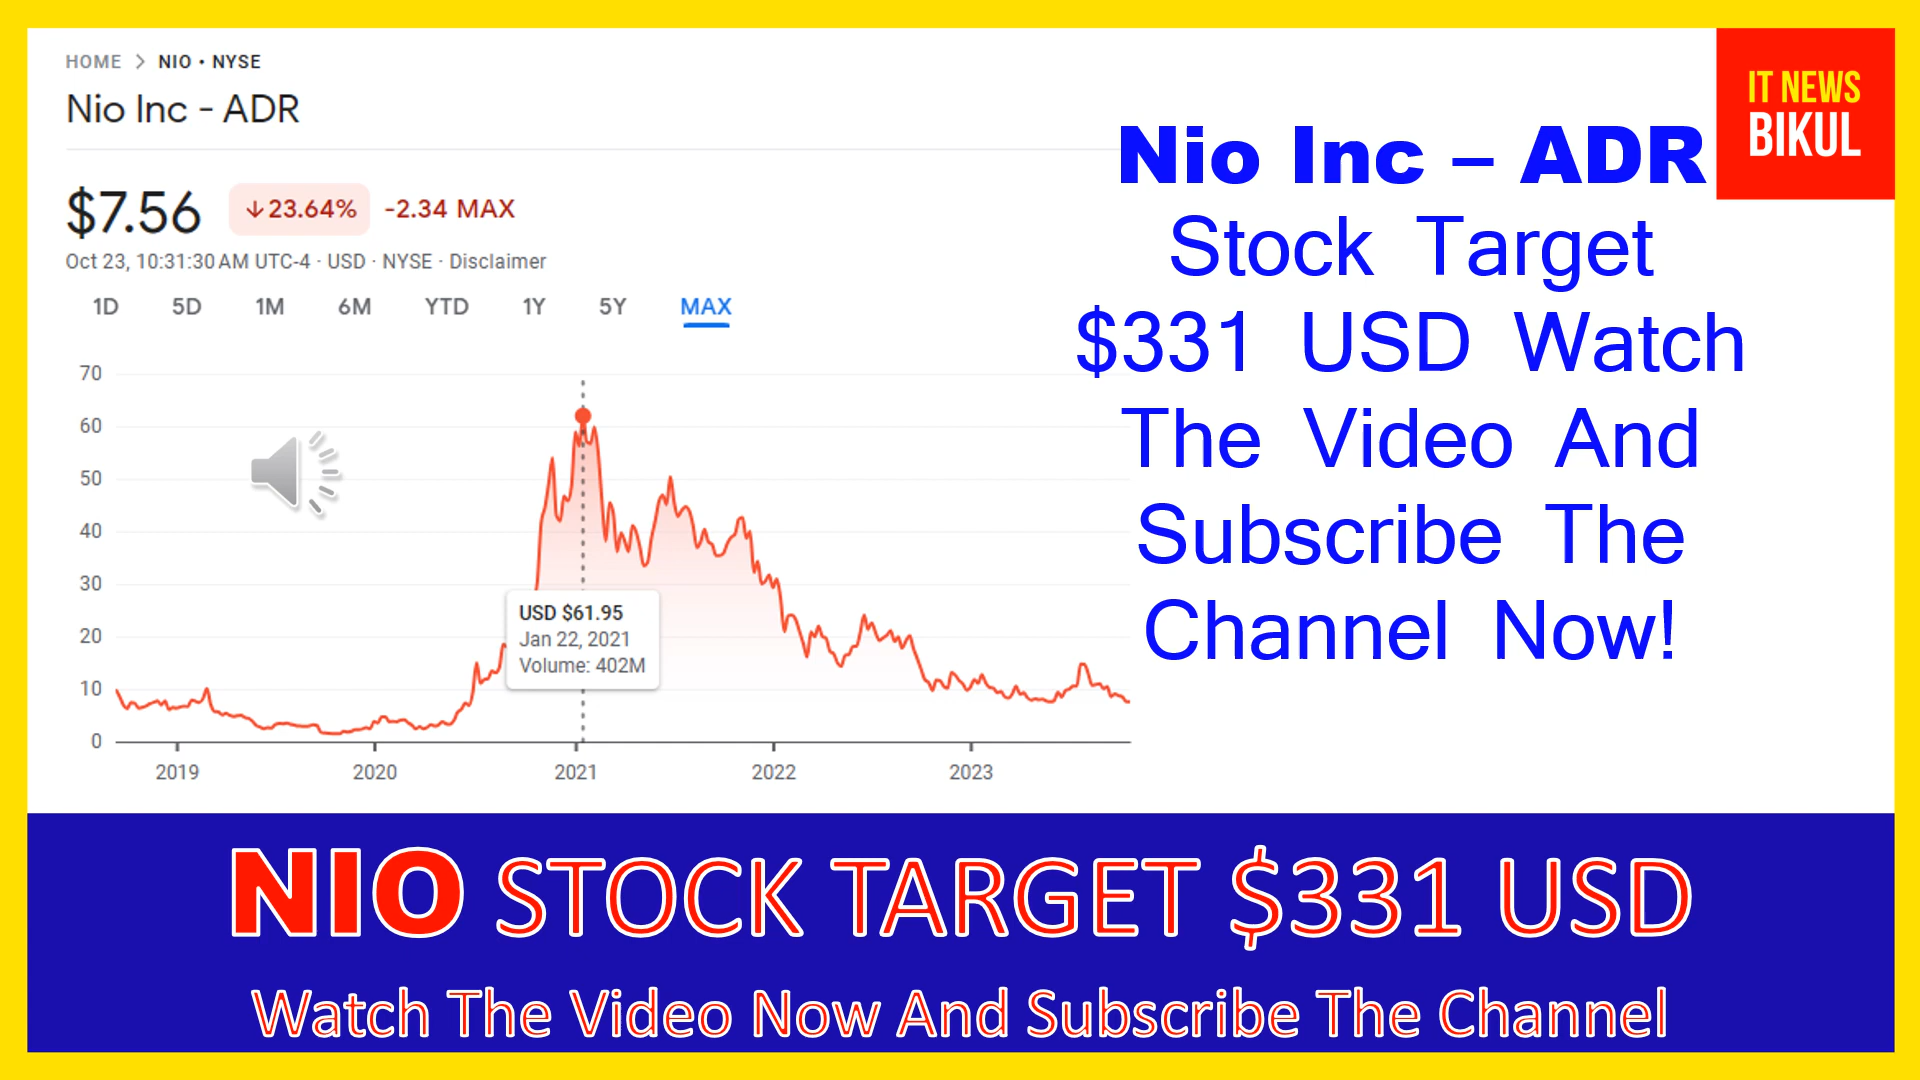 HOME > NIO • NYSE
Nio Inc - ADR
$7.56 ↓23.64% -2.34 MAX
Oct 23, 10:31:30 AM UTC-4 · USD · NYSE · Disclaimer
1D 5D 1M 6M YTD 1Y 5Y MAX
70
60
50
40
30
20
10
0
USD $61.95
Jan 22, 2021
Volume: 402M
2019 2020 2021 2022 2023
Nio Inc – ADR
Stock Target
$331 USD Watch
The Video And
Subscribe The
Channel Now!
IT NEWS
BIKUL
NIO STOCK TARGET $331 USD
Watch The Video Now And Subscribe The Channel